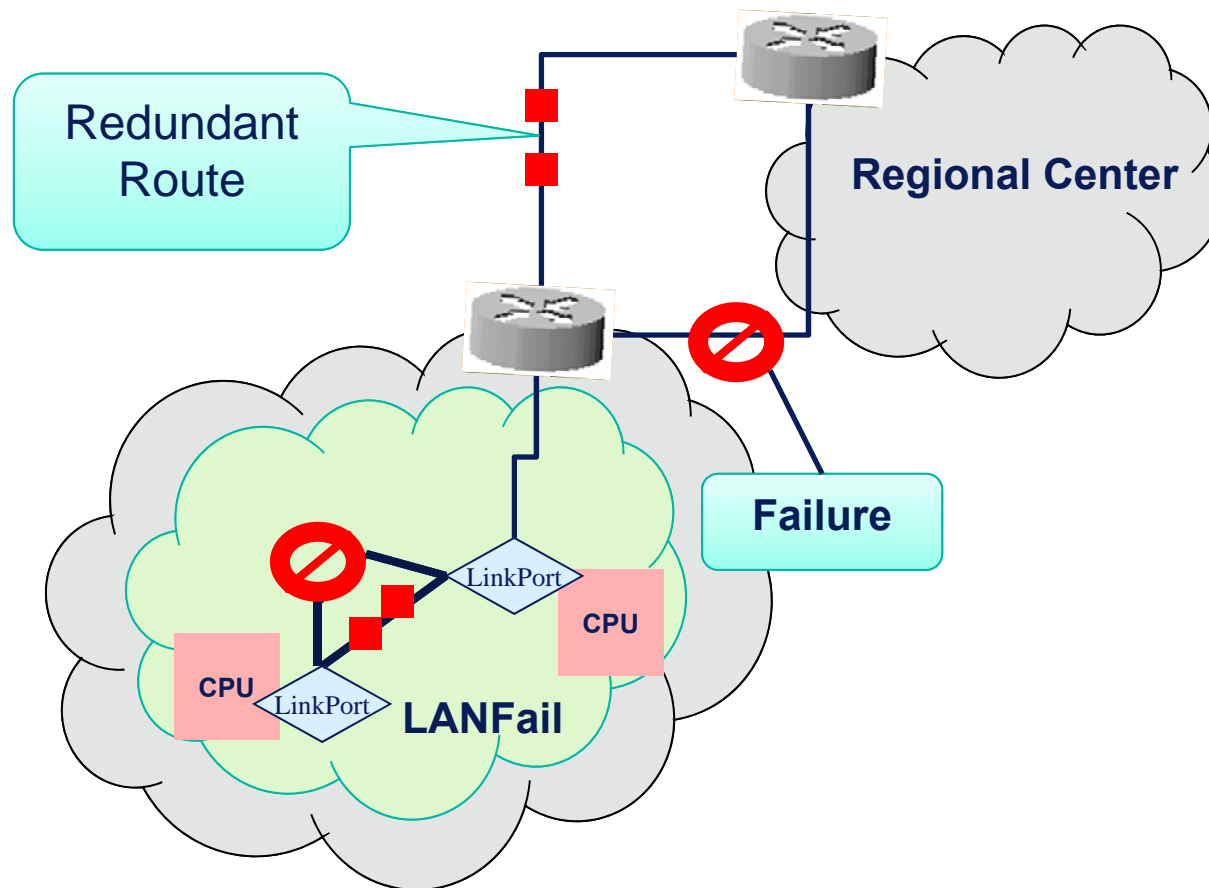 Redundant
Route
Regional Center
Failure
LinkPort
CPU
CPU
LinkPort
LANFail